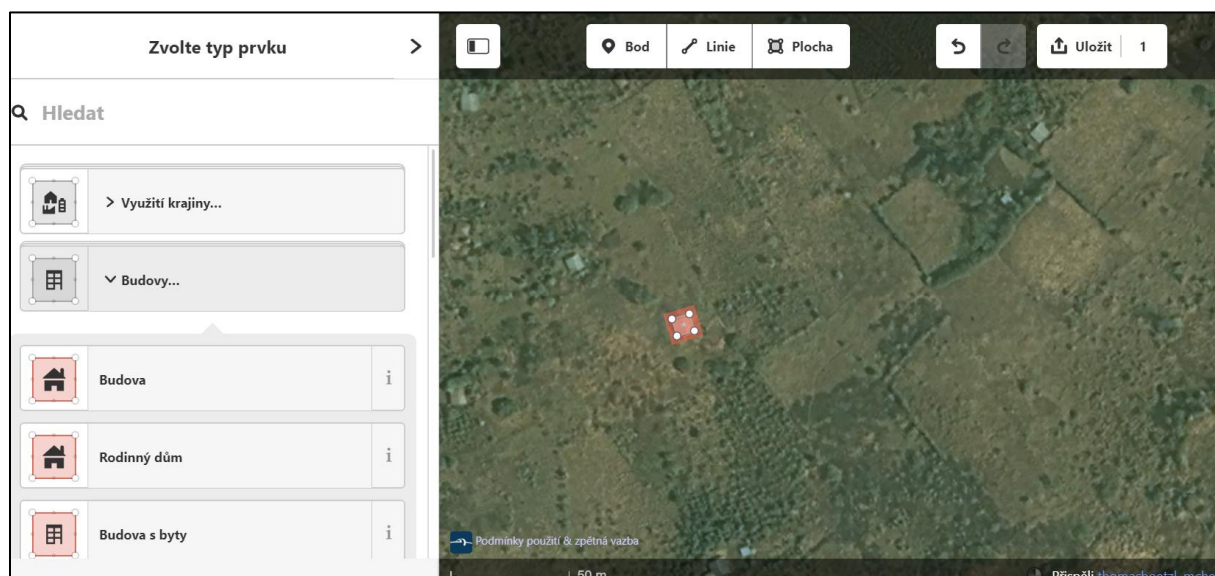 Zvolte typ prvku
Hledat
Využití krajiny...
Budovy...
Budova
i
Rodinný dům
i
Budova s byty
i
Bod
Linie
Plocha
Uložit 1
Podmínky použití & zpětná vazba
50 m
Přispěli